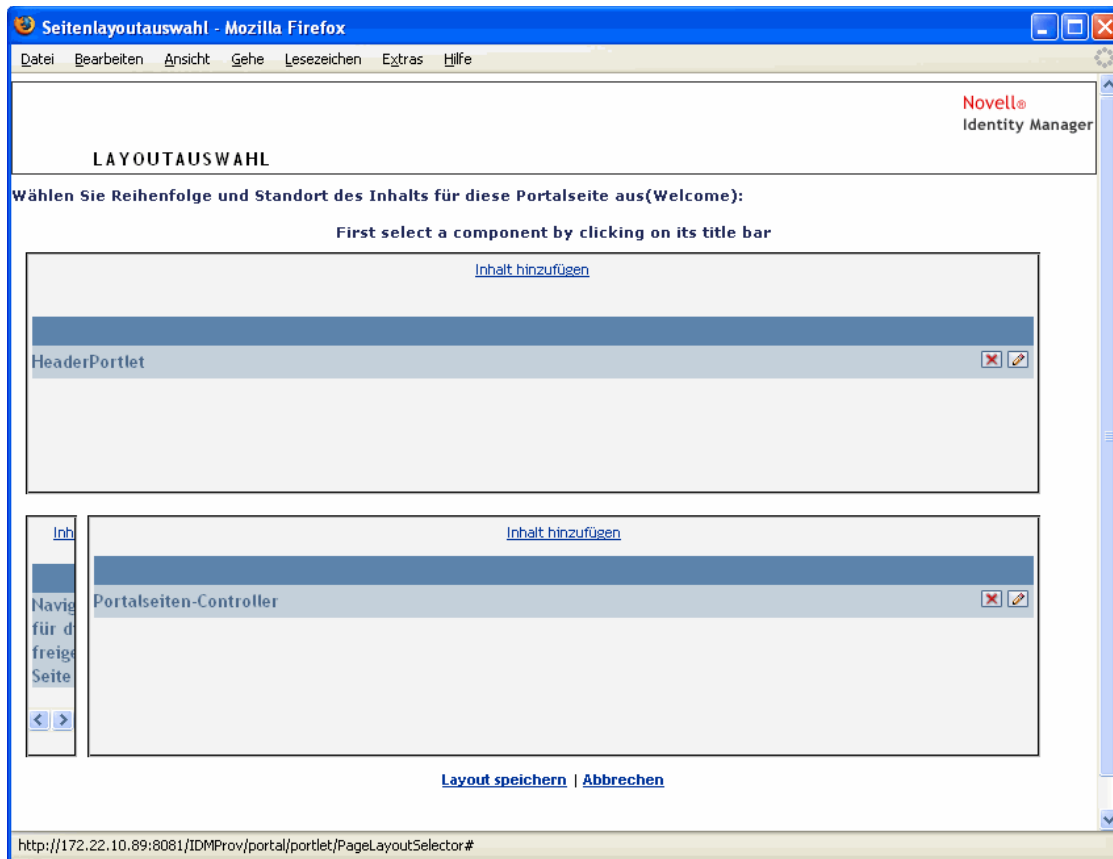 Seitenlayoutauswahl - Mozilla Firefox
Datei Bearbeiten Ansicht Gehe Lesezeichen Extras Hilfe
Novell®
Identity Manager
LAYOUTAUSWAHL
Wählen Sie Reihenfolge und Standort des Inhalts für diese Portalseite aus(Welcome):
First select a component by clicking on its title bar
Inhalt hinzufügen
HeaderPortlet
Inh
Navig
für d
freige
Seite
Inhalt hinzufügen
Portalseiten-Controller
Layout speichern | Abbrechen
http://172.22.10.89:8081/IDMProv/portal/portlet/PageLayoutSelector#